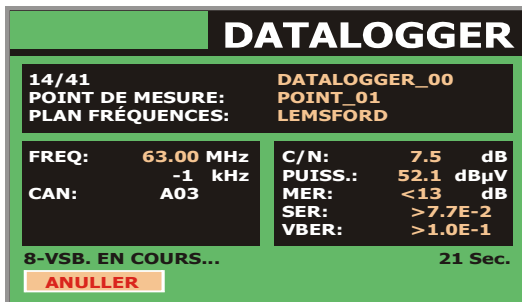 DATALOGGER
14/41 DATALOGGER_00
POINT DE MESURE: POINT_01
PLAN FRÉQUENCES: LEMSFORD
FREQ: 63.00 MHz
-1 kHz
CAN: A03
C/N: 7.5 dB
PUISS.: 52.1 dBµV
MER: <13 dB
SER: >7.7E-2
VBER: >1.0E-1
8-VSB. EN COURS... 21 Sec.
ANULLER